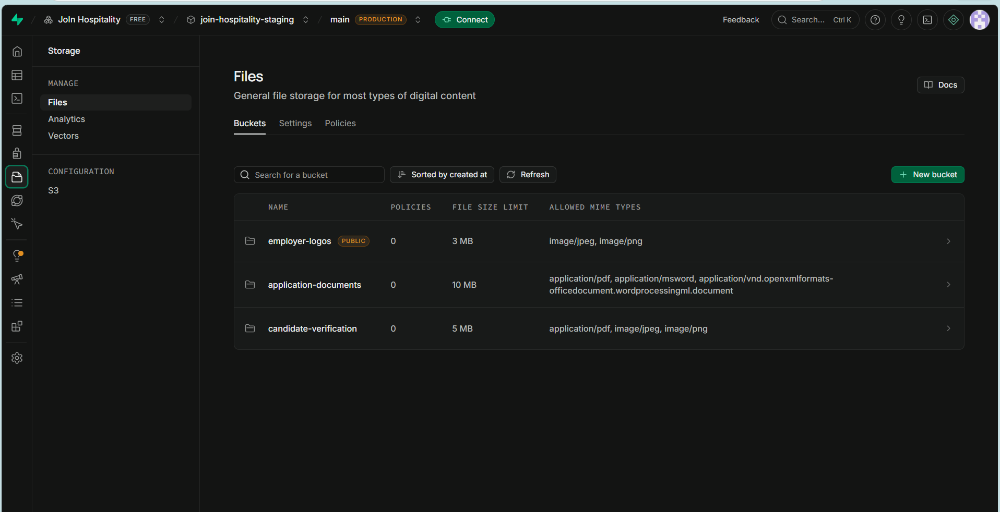 JoIn Hospitality FREE / join-hospitality-staging / main PRODUCTION Connect Feedback Search... Ctrl K
Storage
MANAGE
Files
Analytics
Vectors
CONFIGURATION
S3
Files
General file storage for most types of digital content
Docs
Buckets Settings Policies
Search for a bucket Sorted by created at Refresh + New bucket
NAME POLICIES FILE SIZE LIMIT ALLOWED MIME TYPES
employer-logos PUBLIC 0 3 MB image/jpeg, image/png
application-documents 0 10 MB application/pdf, application/msword, application/vnd.openxmlformats-
officedocument.wordprocessingml.document
candidate-verification 0 5 MB application/pdf, image/jpeg, image/png